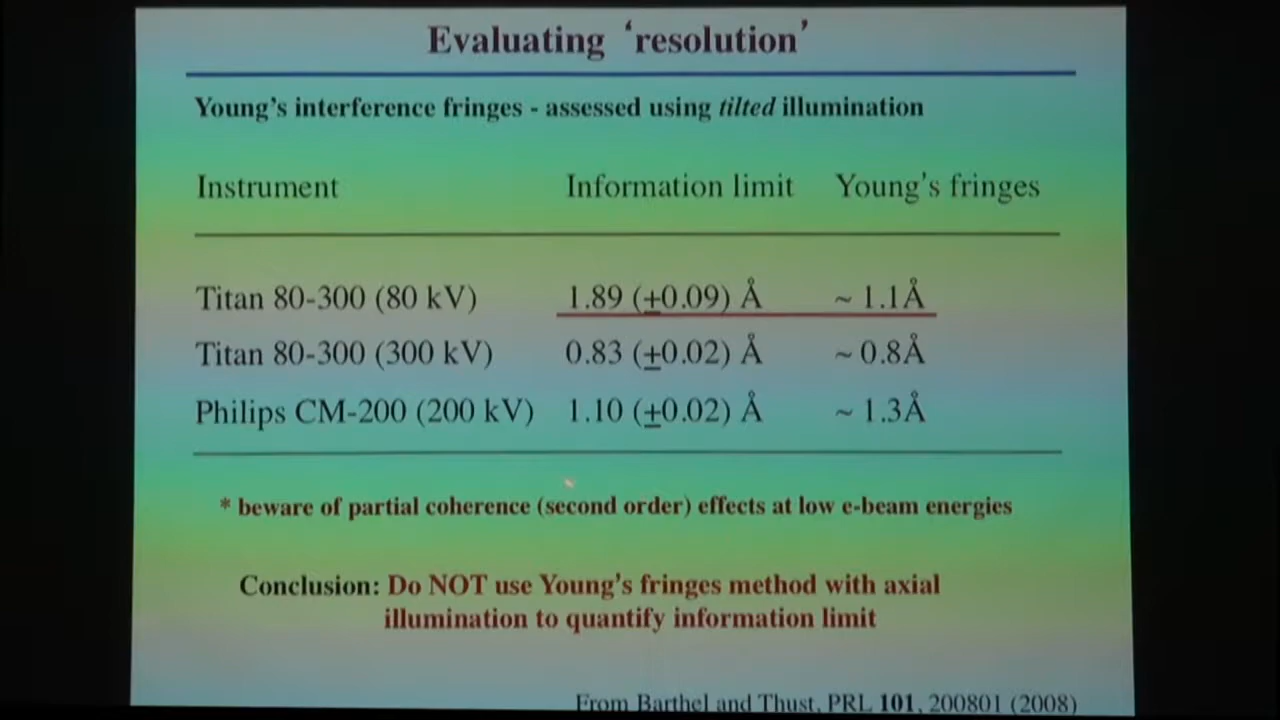 Evaluating ‘resolution’
Young’s interference fringes - assessed using tilted illumination
Instrument Information limit Young’s fringes
Titan 80-300 (80 kV) 1.89 (±0.09) Å ~ 1.1Å
Titan 80-300 (300 kV) 0.83 (±0.02) Å ~ 0.8Å
Philips CM-200 (200 kV) 1.10 (±0.02) Å ~ 1.3Å
* beware of partial coherence (second order) effects at low e-beam energies
Conclusion: Do NOT use Young’s fringes method with axial
illumination to quantify information limit
From Barthel and Thust, PRL 101, 200801 (2008)